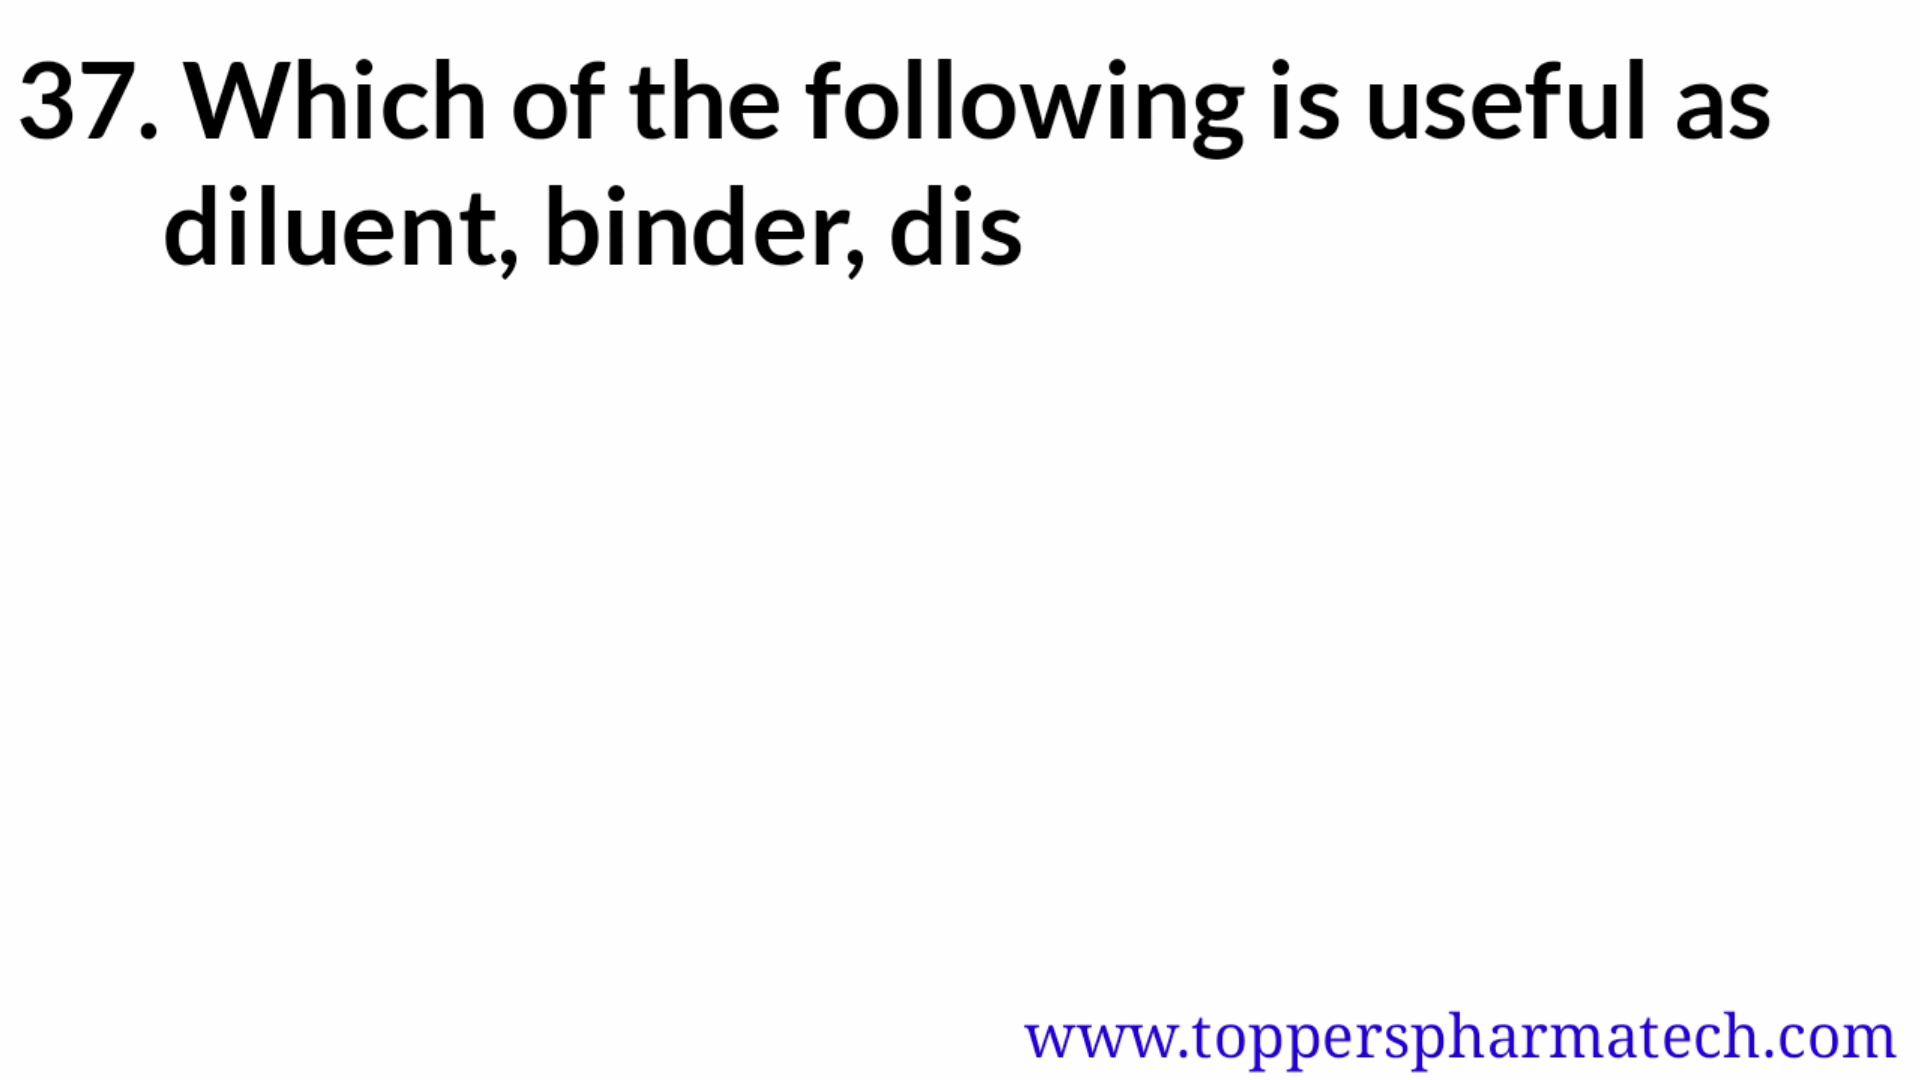 37. Which of the following is useful as
diluent, binder, dis
www.topperspharmatech.com